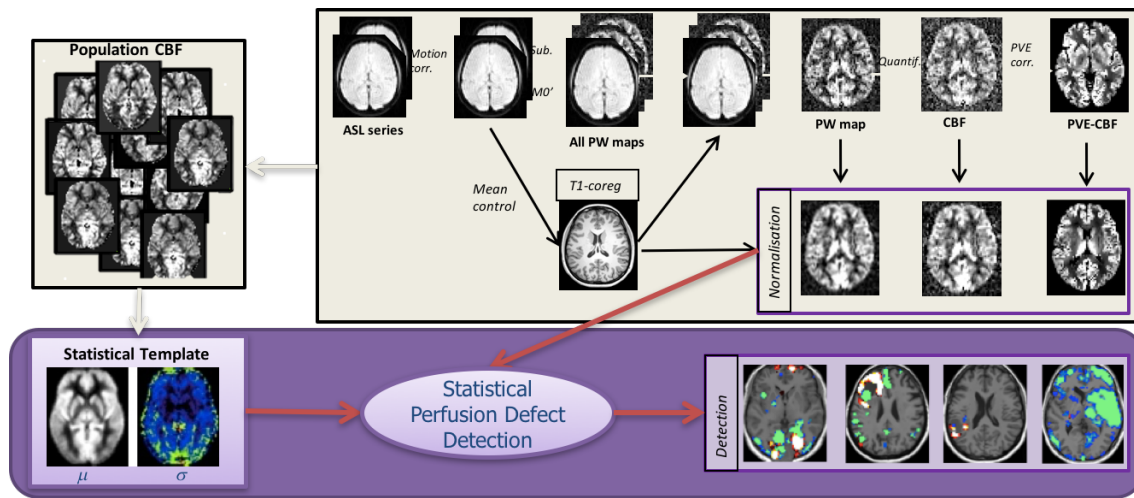 Population CBF
Motion
corr.
Sub.
M0'
Quantif.
PVE
corr.
ASL series
All PW maps
PW map
CBF
PVE-CBF
Mean
control
T1-coreg
Normalisation
Statistical Template
μ
σ
Statistical
Perfusion Defect
Detection
Detection